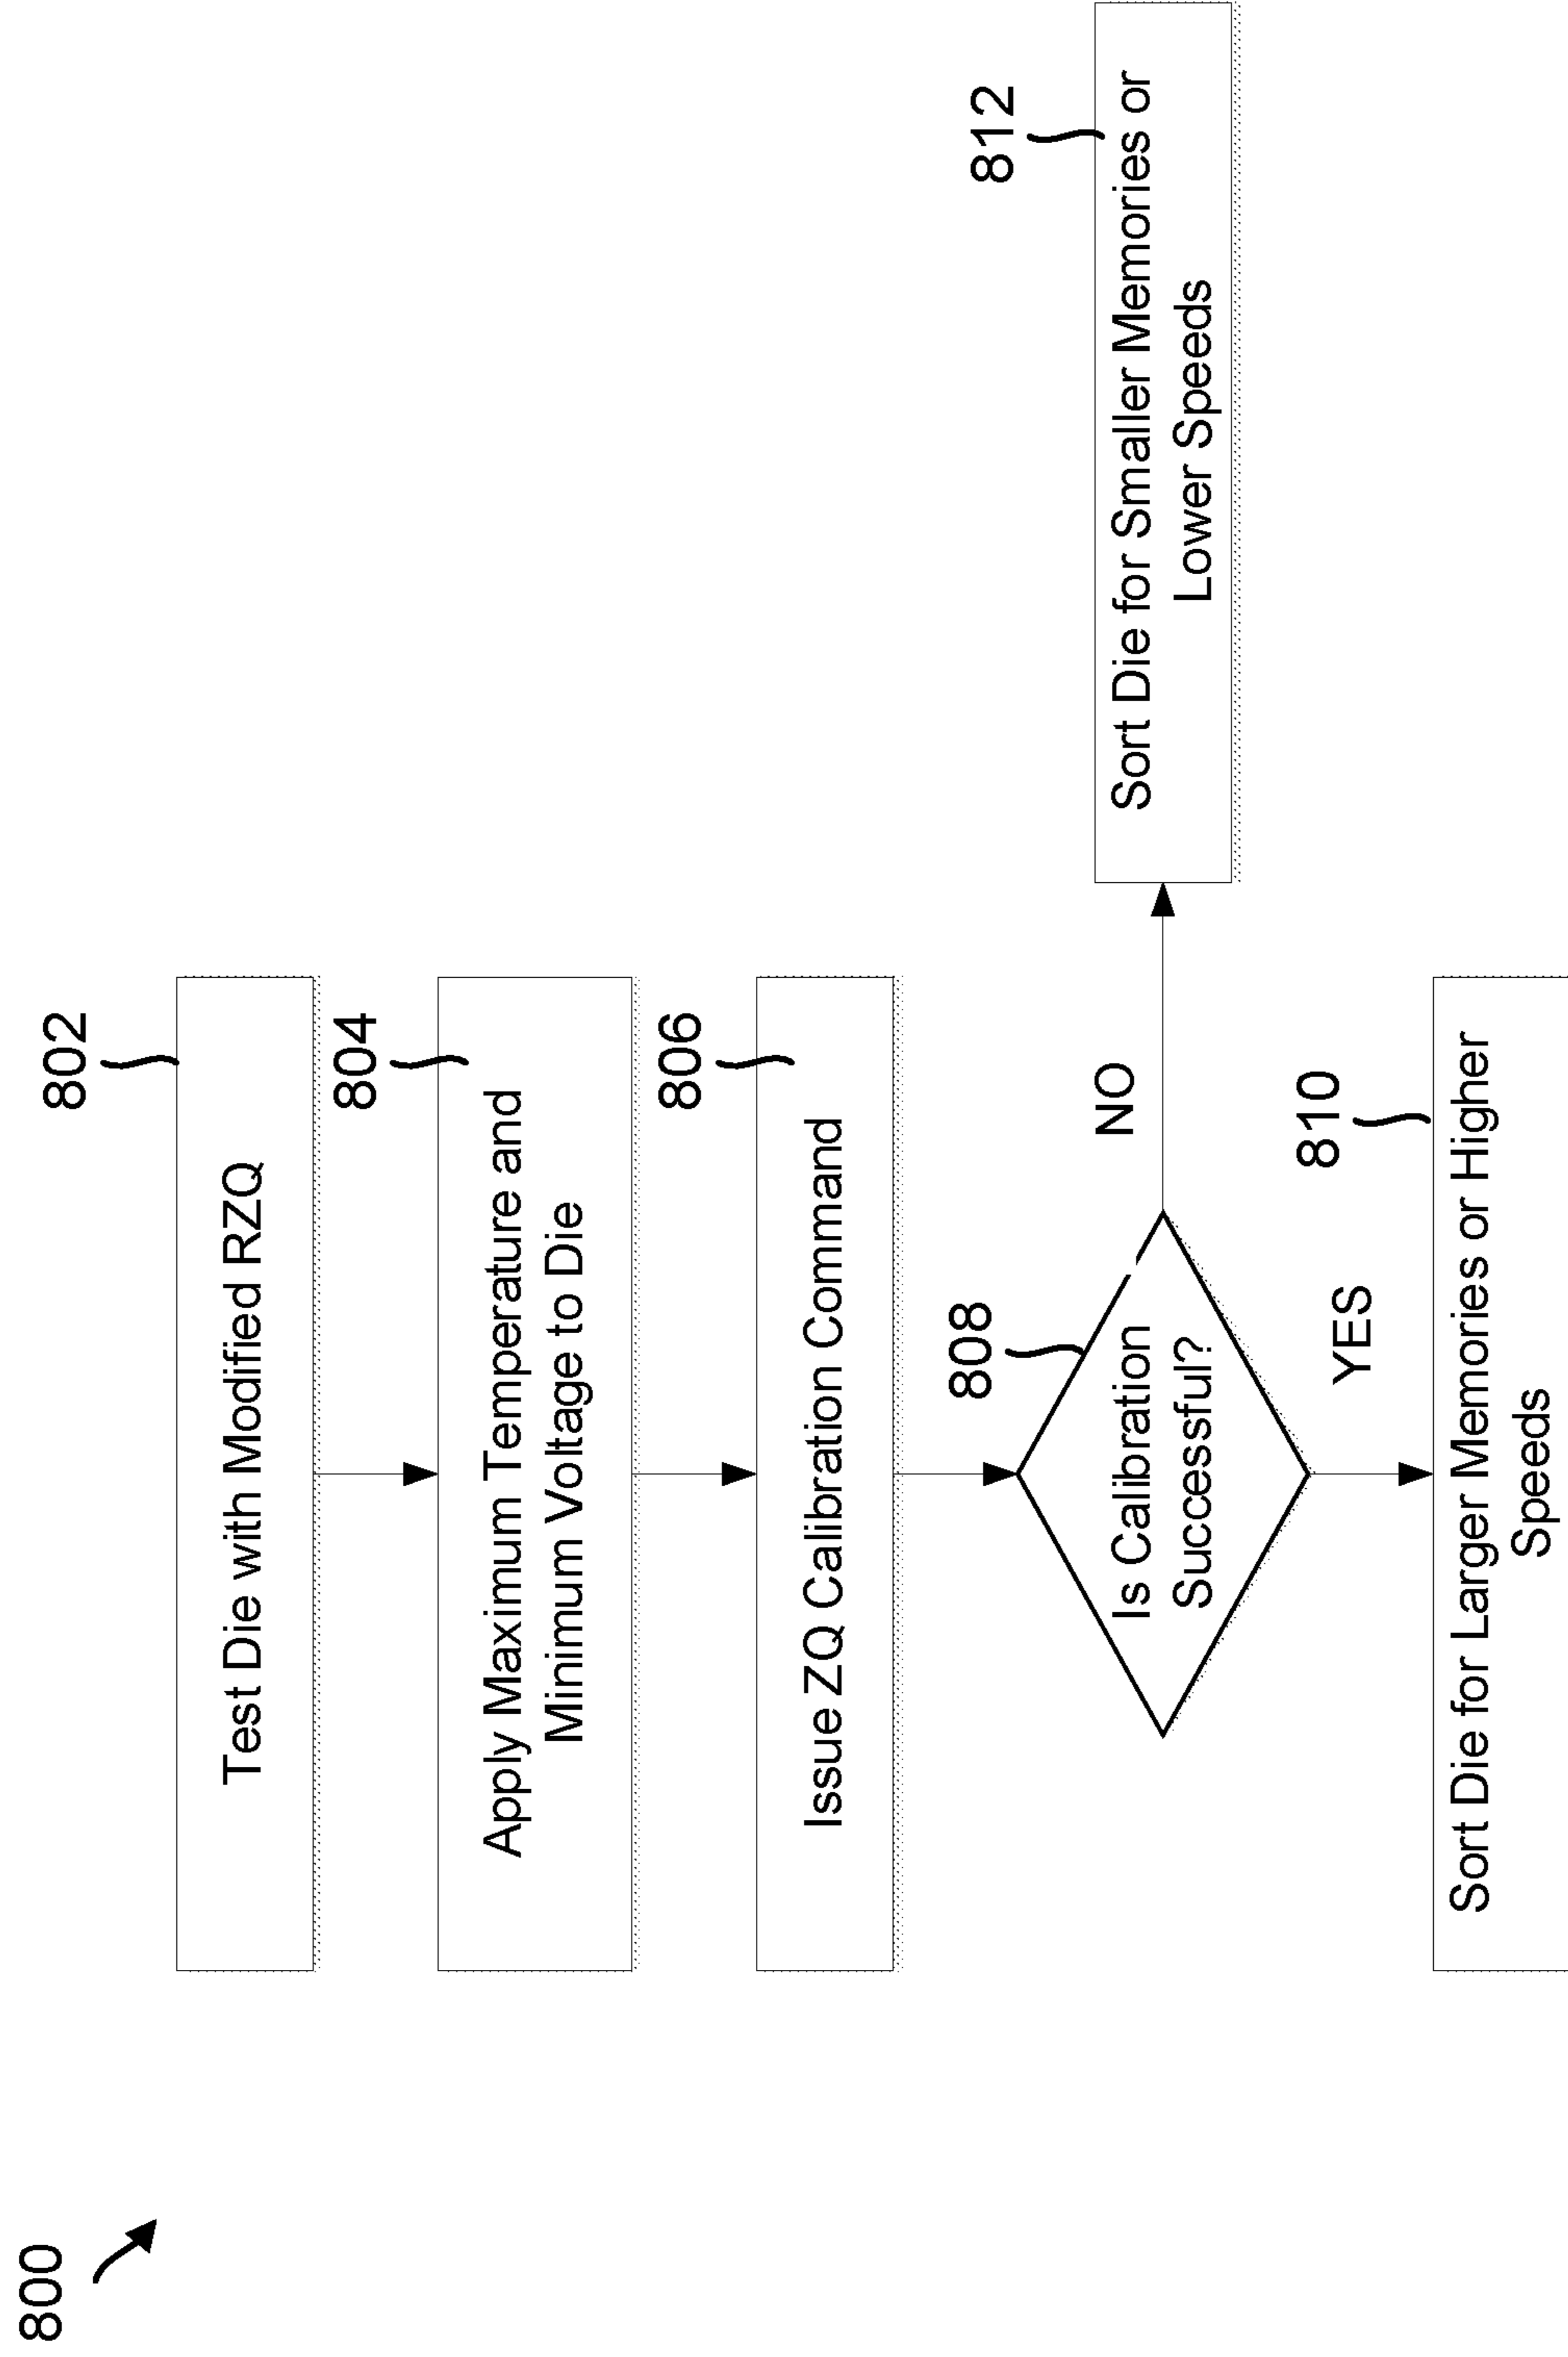 800
802
Test Die with Modified RZQ
804
Apply Maximum Temperature and
Minimum Voltage to Die
806
Issue ZQ Calibration Command
808
Is Calibration
Successful?
NO
812
Sort Die for Smaller Memories or
Lower Speeds
YES
810
Sort Die for Larger Memories or Higher
Speeds